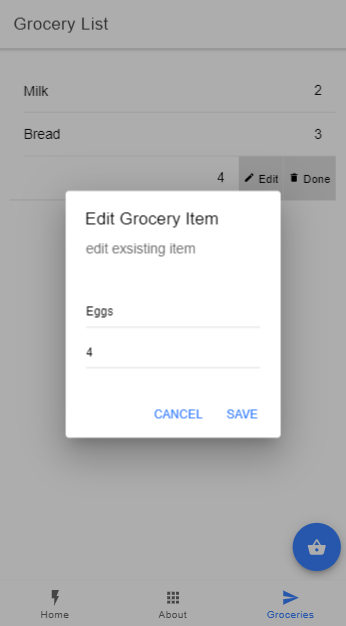 Grocery List
Milk 2
Bread 3
4 Edit Done
Edit Grocery Item
edit exsisting item
Eggs
4
CANCEL SAVE
Home About Groceries